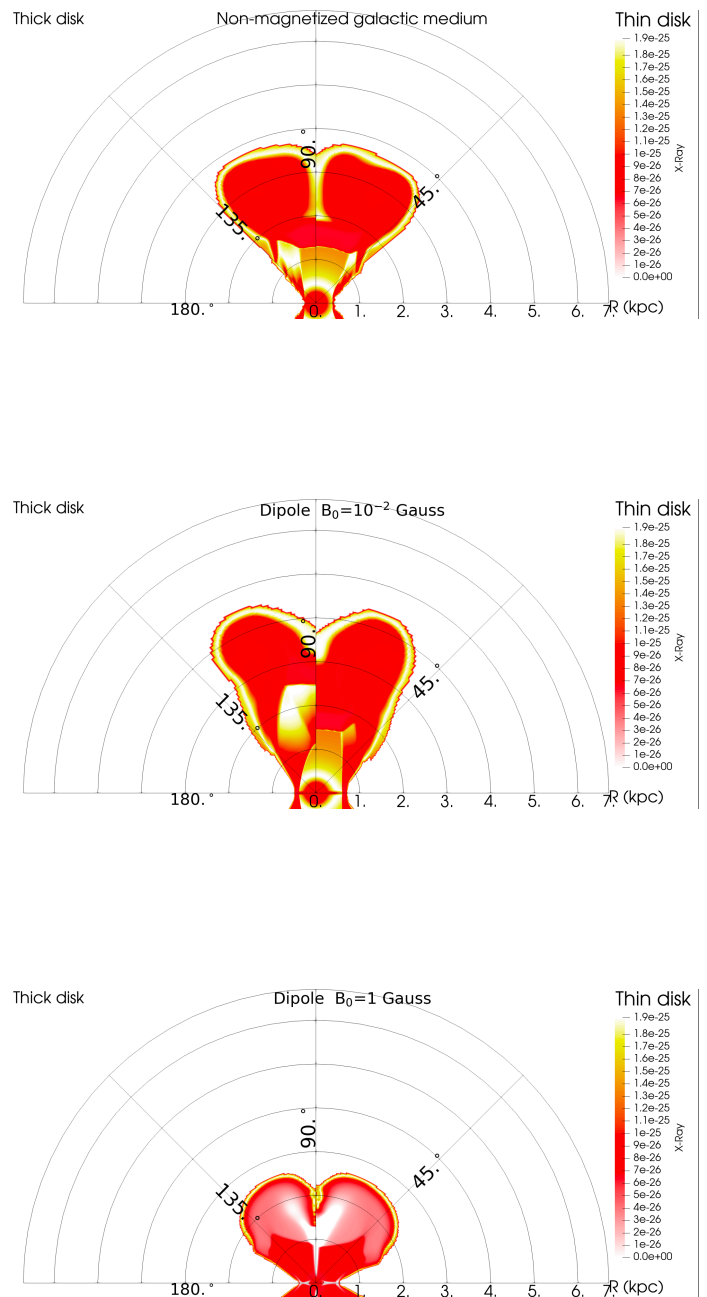 Thick disk
Non-magnetized galactic medium
Thin disk
1.9e-25
1.8e-25
1.7e-25
1.6e-25
1.5e-25
1.4e-25
1.3e-25
1.2e-25
1.1e-25
1e-25
9e-26
8e-26
7e-26
6e-26
5e-26
4e-26
3e-26
2e-26
1e-26
0.0e+00
X-Ray
90.°
45.°
135.°
180.°
0. 1. 2. 3. 4. 5. 6. 7. R (kpc)
Thick disk
Dipole B₀=10⁻² Gauss
Thin disk
1.9e-25
1.8e-25
1.7e-25
1.6e-25
1.5e-25
1.4e-25
1.3e-25
1.2e-25
1.1e-25
1e-25
9e-26
8e-26
7e-26
6e-26
5e-26
4e-26
3e-26
2e-26
1e-26
0.0e+00
X-Ray
90.°
45.°
135.°
180.°
0. 1. 2. 3. 4. 5. 6. 7. R (kpc)
Thick disk
Dipole B₀=1 Gauss
Thin disk
1.9e-25
1.8e-25
1.7e-25
1.6e-25
1.5e-25
1.4e-25
1.3e-25
1.2e-25
1.1e-25
1e-25
9e-26
8e-26
7e-26
6e-26
5e-26
4e-26
3e-26
2e-26
1e-26
0.0e+00
X-Ray
90.°
45.°
135.°
180.°
0. 1. 2. 3. 4. 5. 6. 7. R (kpc)